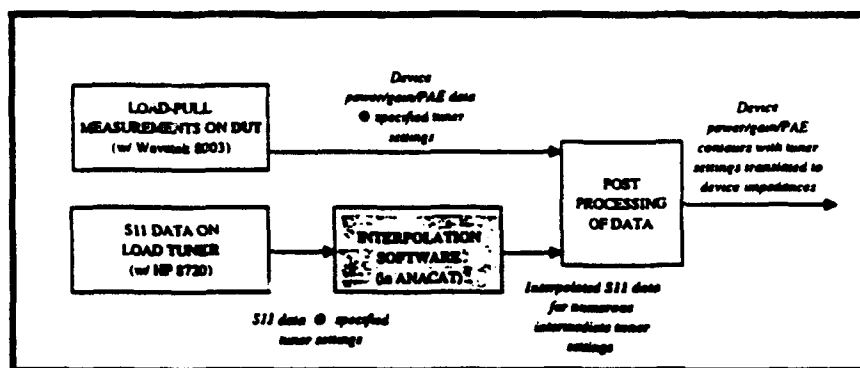 LOAD-PULL
MEASUREMENTS ON DUT
(w/ Wavetek 8003)
Device
power/gain/PAE data
@ specified tuner
settings
Device
power/gain/PAE
contours with tuner
settings translated to
device impedances
POST
PROCESSING
OF DATA
S11 DATA ON
LOAD TUNER
(w/ HP 8720)
INTERPOLATION
SOFTWARE
(in ANACAT)
S11 data @ specified
tuner settings
Interpolated S11 data
for numerous
intermediate tuner
settings